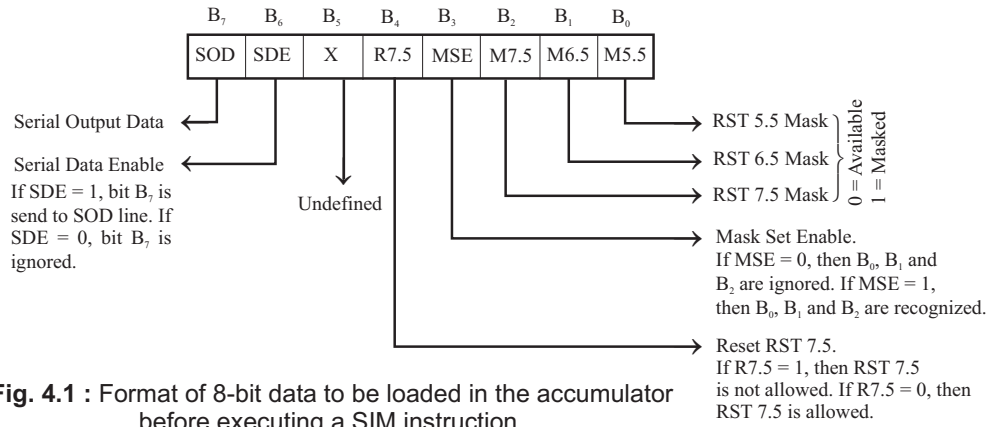 B₇ B₆ B₅ B₄ B₃ B₂ B₁ B₀
SOD SDE X R7.5 MSE M7.5 M6.5 M5.5
Serial Output Data
Serial Data Enable
If SDE = 1, bit B₇ is
send to SOD line. If
SDE = 0, bit B₇ is
ignored.
Undefined
RST 5.5 Mask
RST 6.5 Mask
RST 7.5 Mask
0 = Available
1 = Masked
Mask Set Enable.
If MSE = 0, then B₀, B₁ and
B₂ are ignored. If MSE = 1,
then B₀, B₁ and B₂ are recognized.
Reset RST 7.5.
If R7.5 = 1, then RST 7.5
is not allowed. If R7.5 = 0, then
RST 7.5 is allowed.
Fig. 4.1 : Format of 8-bit data to be loaded in the accumulator
before executing a SIM instruction